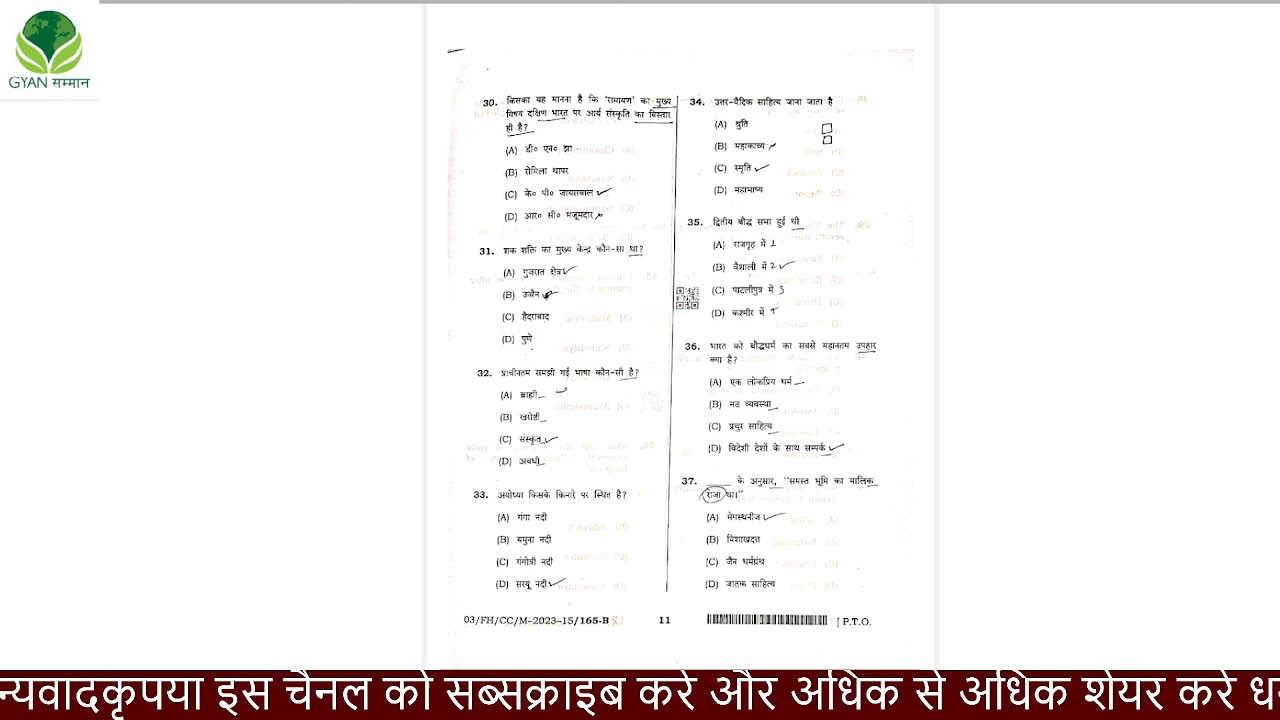 GYAN सम्मान
30. किसका यह मानना है कि 'रामायण' का मुख्य
विषय दक्षिण भारत पर आर्य संस्कृति का विस्तार
ही है?
(A) डी० एन० झा
(B) रोमिला थापर
(C) के० पी० जायसवाल
(D) आर० सी० मजूमदार
31. शक शक्ति का मुख्य केन्द्र कौन-सा था?
(A) गुजरात क्षेत्र
(B) उज्जैन
(C) हैदराबाद
(D) पुणे
32. प्राचीनतम समझी गई भाषा कौन-सी है?
(A) ब्राह्मी
(B) खरोष्ठी
(C) संस्कृत
(D) अवधी
33. अयोध्या किसके किनारे पर स्थित है?
(A) गंगा नदी
(B) यमुना नदी
(C) गंगोत्री नदी
(D) सरयू नदी
03/FH/CC/M-2023-15/165-B
34. उत्तर-वैदिक साहित्य जाना जाता है
(A) श्रुति
(B) महाकाव्य
(C) स्मृति
(D) महाभाष्य
35. द्वितीय बौद्ध सभा हुई थी
(A) राजगृह में 1
(B) वैशाली में 2
(C) पाटलीपुत्र में 3
(D) कश्मीर में 4
36. भारत को बौद्धधर्म का सबसे महानतम उपहार
क्या है?
(A) एक लोकप्रिय धर्म
(B) मठ व्यवस्था
(C) प्रचुर साहित्य
(D) विदेशी देशों के साथ सम्पर्क
37. ____ के अनुसार, "समस्त भूमि का मालिक
राजा था।"
(A) मेगस्थनीज
(B) विशाखदत्त
(C) जैन धर्मग्रंथ
(D) जातक साहित्य
11
[ P.T.O.
न्यवादकृपया इस चैनल को सब्सक्राइब करे और अधिक से अधिक शेयर करे ध